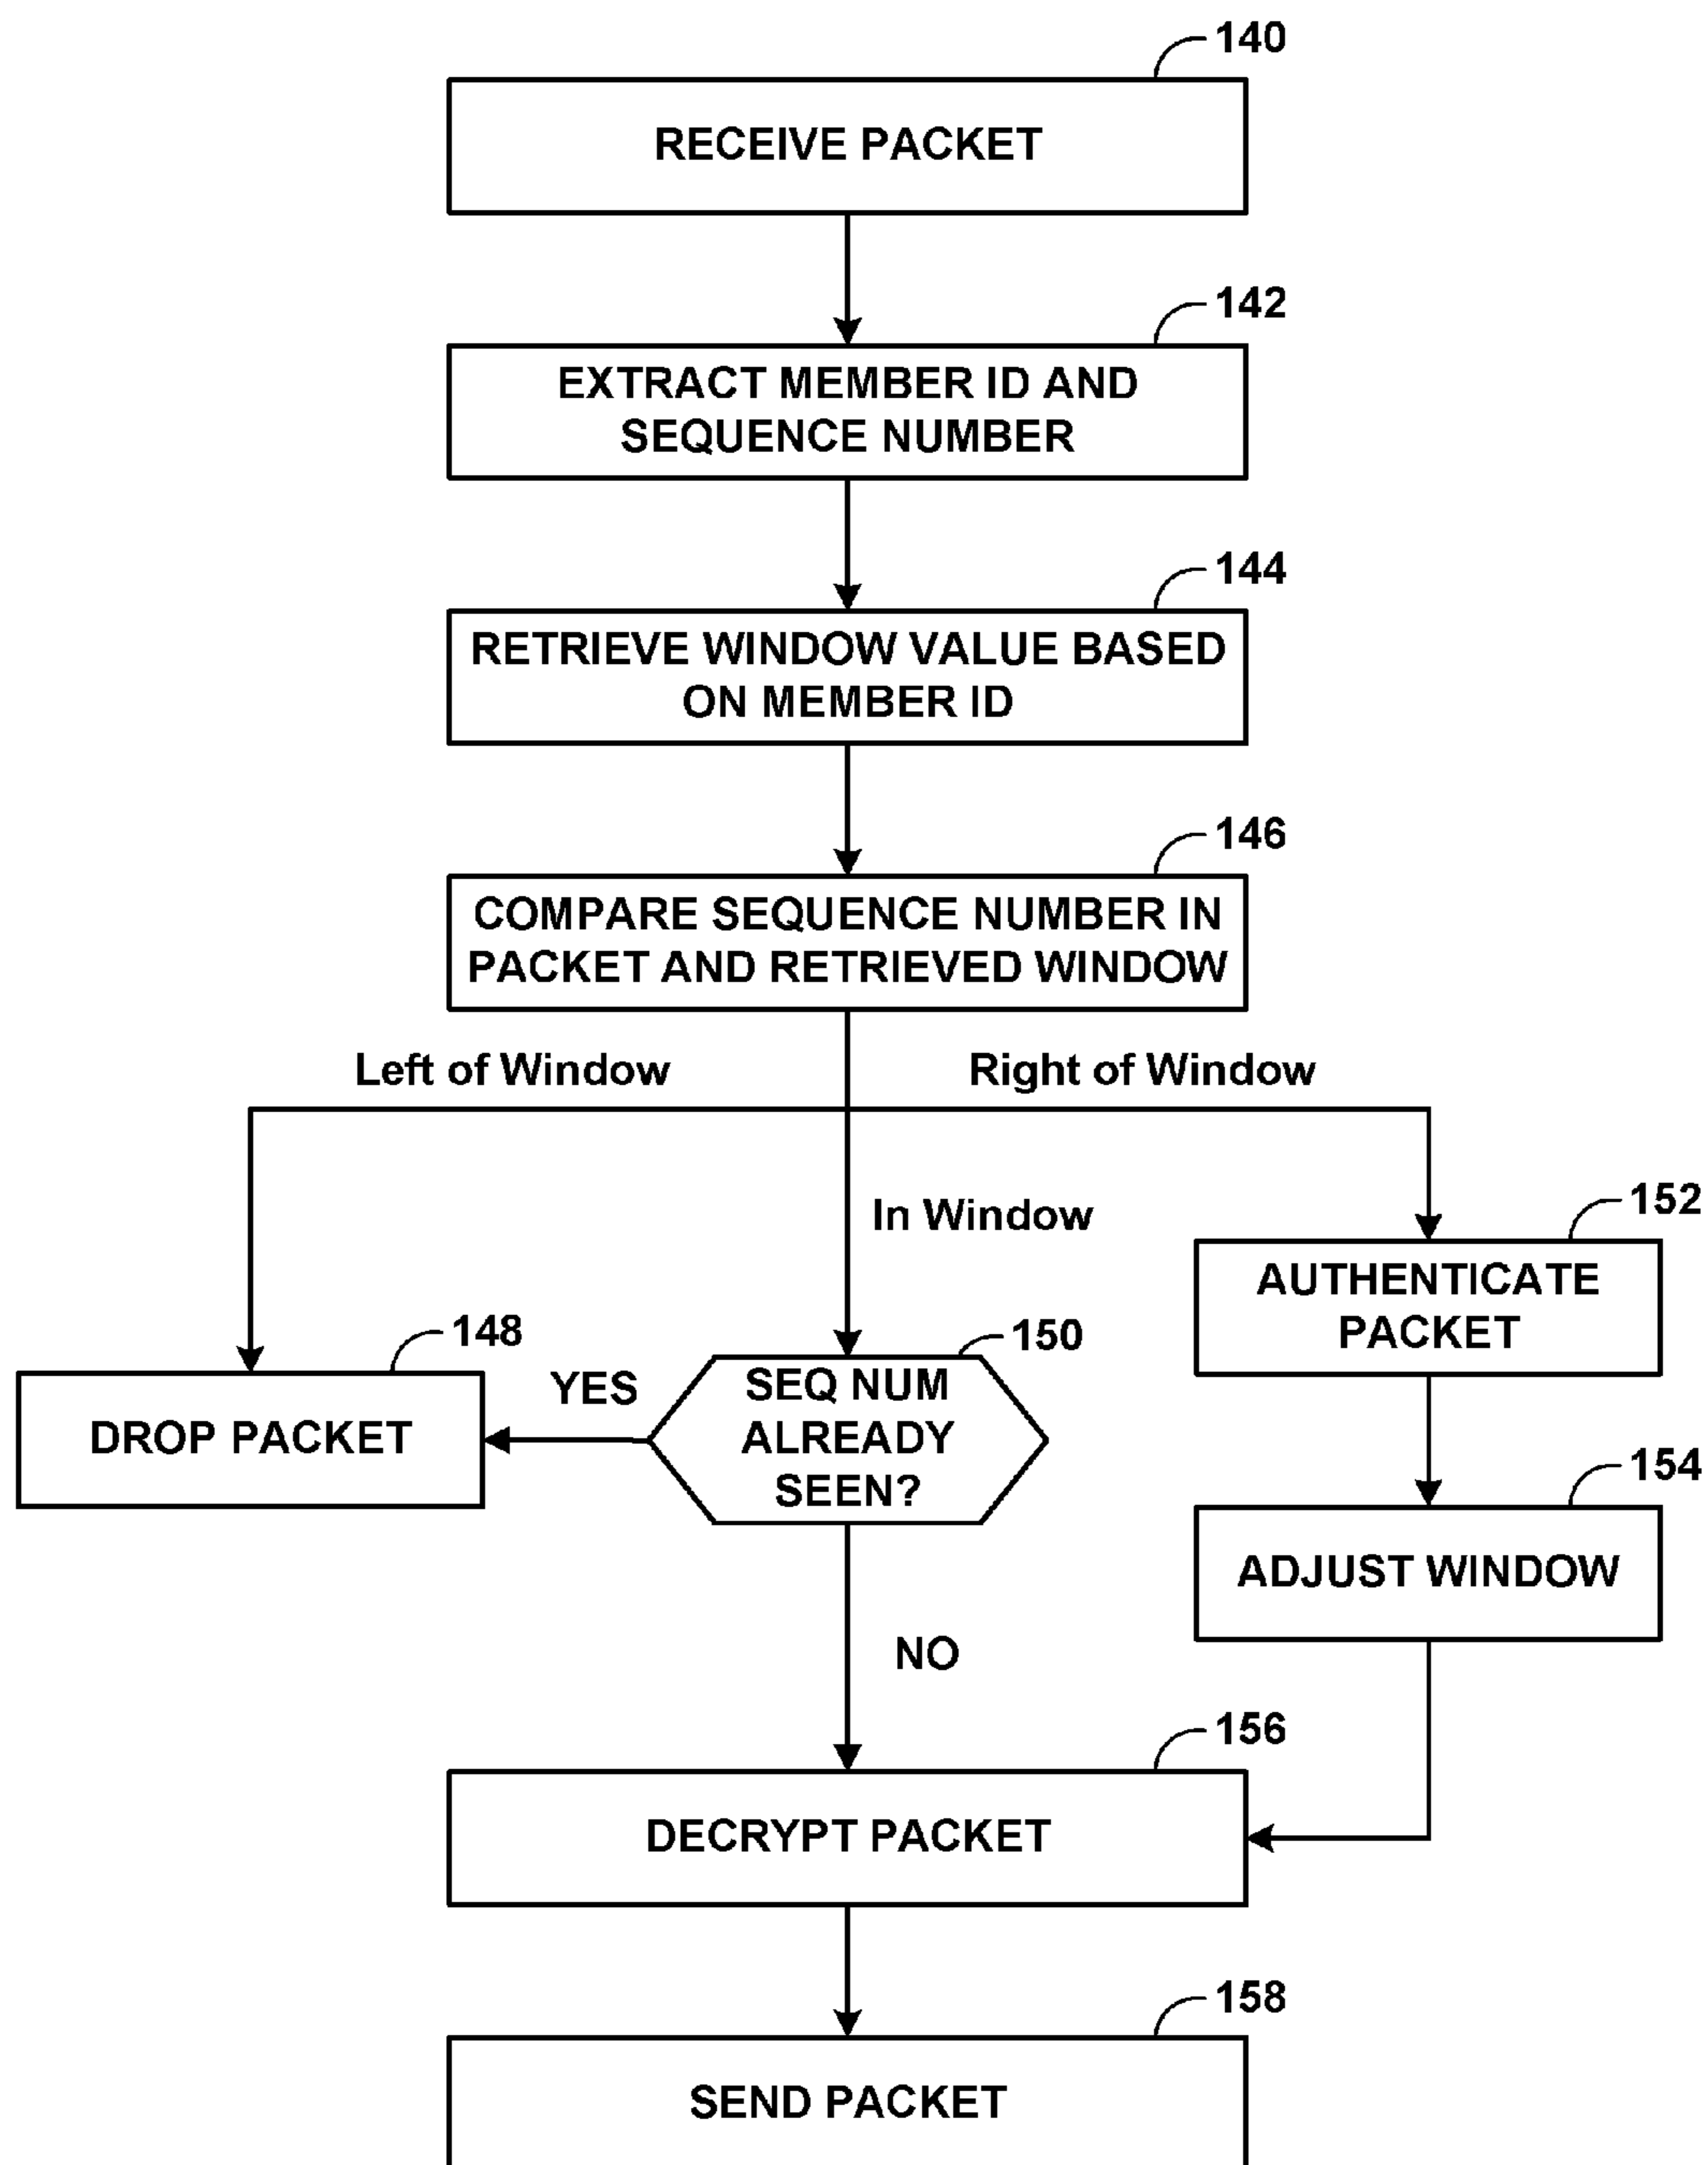 140
RECEIVE PACKET
142
EXTRACT MEMBER ID AND
SEQUENCE NUMBER
144
RETRIEVE WINDOW VALUE BASED
ON MEMBER ID
146
COMPARE SEQUENCE NUMBER IN
PACKET AND RETRIEVED WINDOW
Left of Window
Right of Window
In Window
152
AUTHENTICATE
PACKET
148
DROP PACKET
YES
150
SEQ NUM
ALREADY
SEEN?
154
ADJUST WINDOW
NO
156
DECRYPT PACKET
158
SEND PACKET